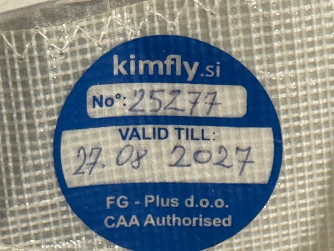 kimfly.si
No°: 25277
VALID TILL:
27.08 2027
FG - Plus d.o.o.
CAA Authorised